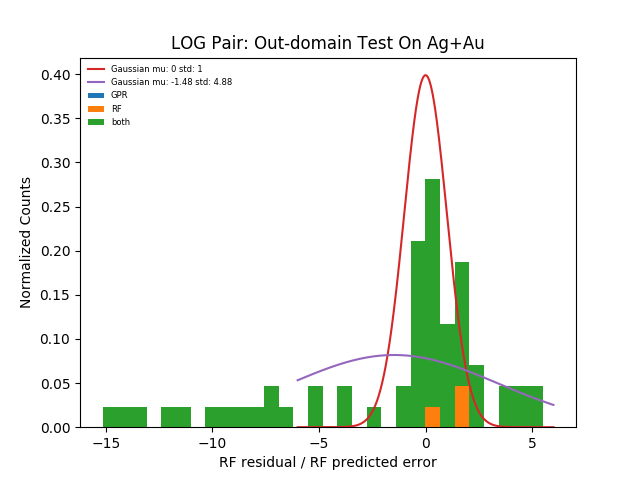 LOG Pair: Out-domain Test On Ag+Au
Gaussian mu: 0 std: 1
Gaussian mu: -1.48 std: 4.88
GPR
RF
both
Normalized Counts
0.40
0.35
0.30
0.25
0.20
0.15
0.10
0.05
0.00
−15 −10 −5 0 5
RF residual / RF predicted error